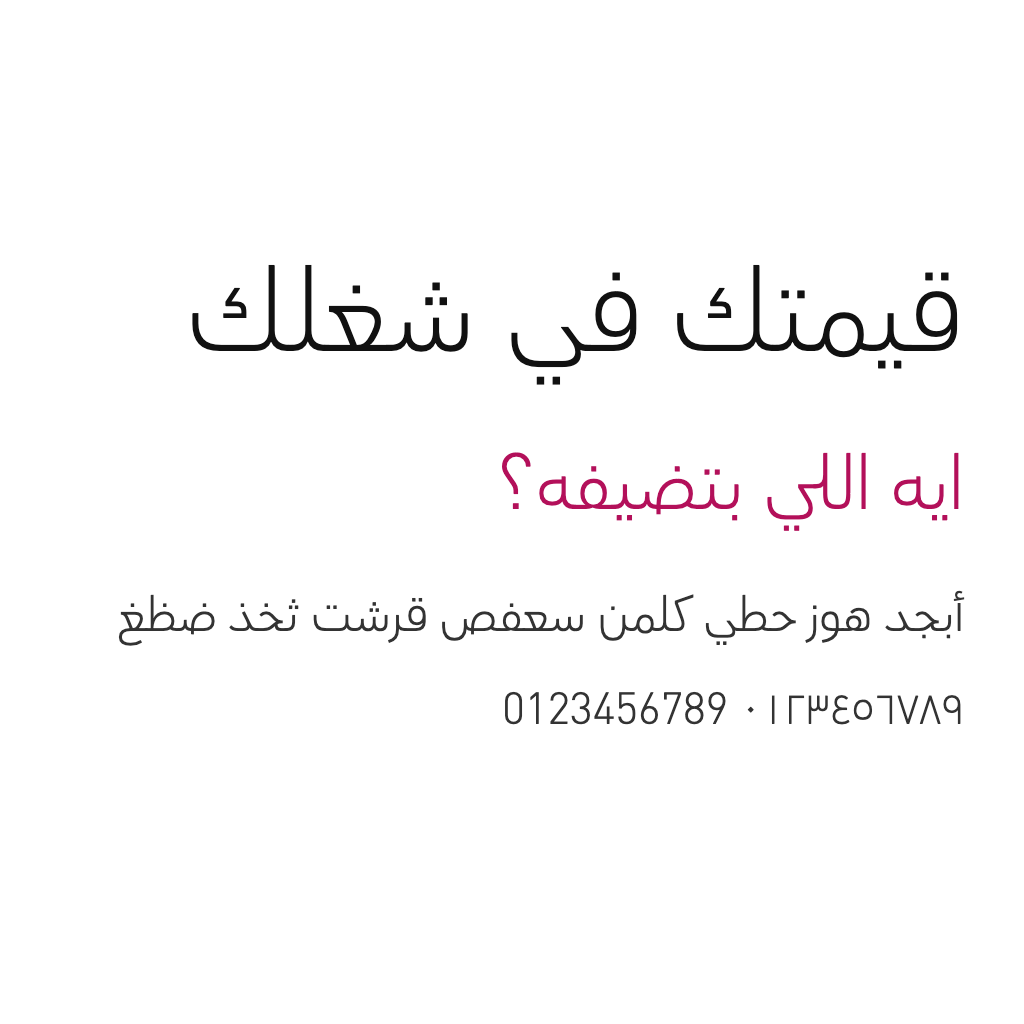 قيمتك في شغلك
ايه اللي بتضيفه؟
أبجد هوز حطي كلمن سعفص قرشت ثخذ ضظغ
0123456789 · ٠١٢٣٤٥٦٧٨٩